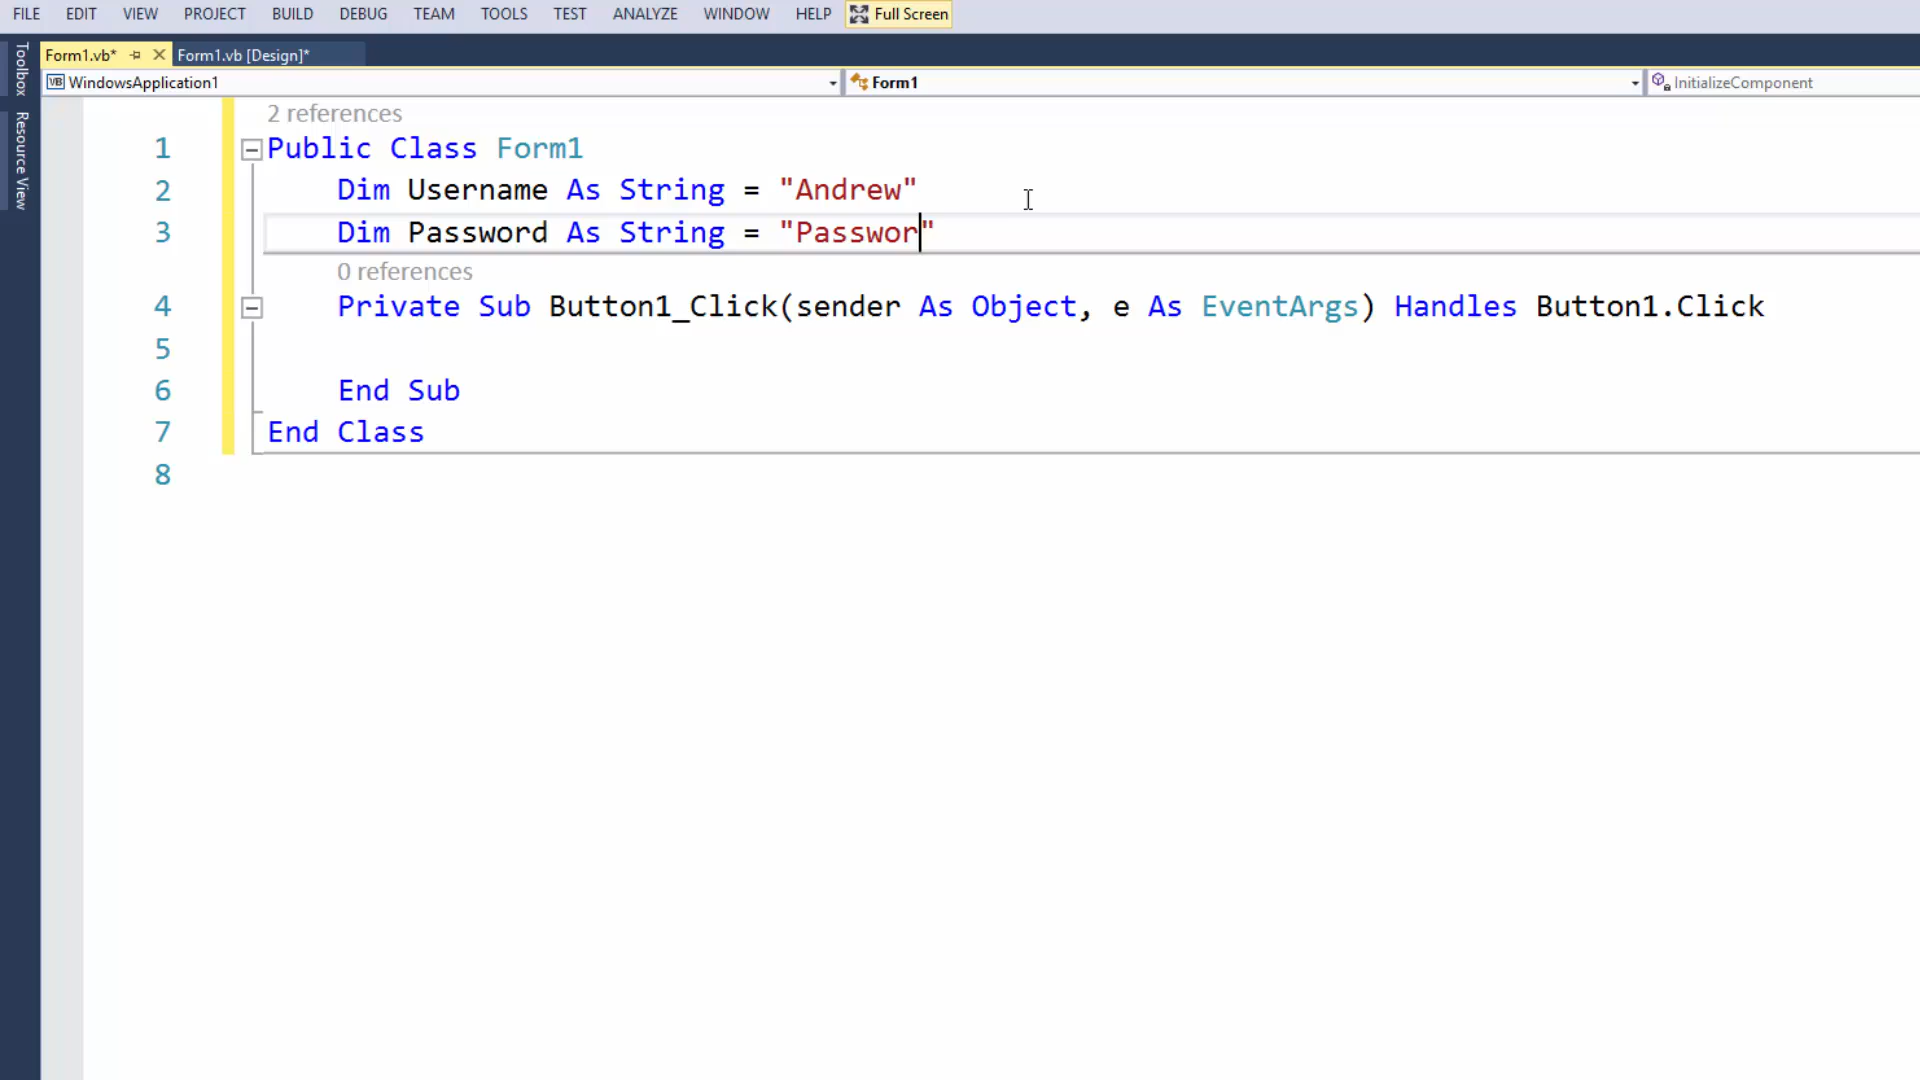 FILE EDIT VIEW PROJECT BUILD DEBUG TEAM TOOLS TEST ANALYZE WINDOW HELP Full Screen
Toolbox
Resource View
Form1.vb* Form1.vb [Design]*
VB WindowsApplication1 Form1 InitializeComponent
2 references
1 Public Class Form1
2 Dim Username As String = "Andrew"
3 Dim Password As String = "Passwor"
0 references
4 Private Sub Button1_Click(sender As Object, e As EventArgs) Handles Button1.Click
5
6 End Sub
7 End Class
8